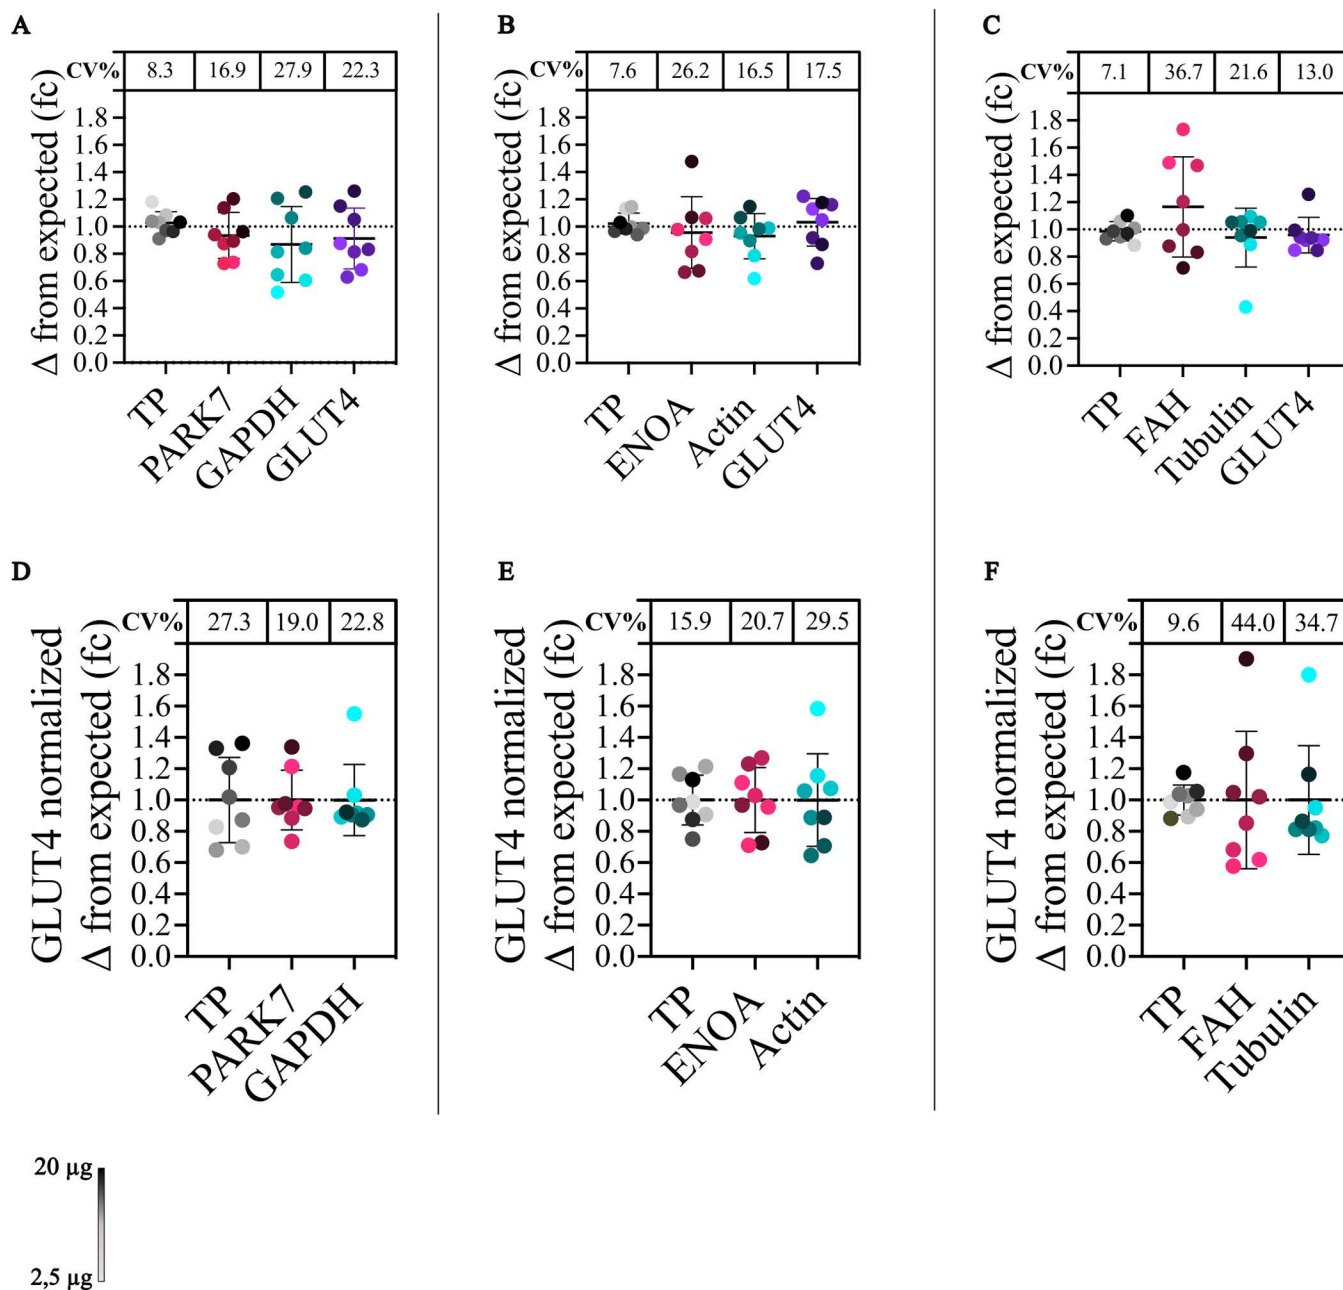 A
CV% 8.3 16.9 27.9 22.3
Δ from expected (fc)
1.8
1.6
1.4
1.2
1.0
0.8
0.6
0.4
0.2
0.0
TP PARK7 GAPDH GLUT4
B
CV% 7.6 26.2 16.5 17.5
Δ from expected (fc)
1.8
1.6
1.4
1.2
1.0
0.8
0.6
0.4
0.2
0.0
TP ENOA Actin GLUT4
C
CV% 7.1 36.7 21.6 13.0
Δ from expected (fc)
1.8
1.6
1.4
1.2
1.0
0.8
0.6
0.4
0.2
0.0
TP FAH Tubulin GLUT4
D
CV% 27.3 19.0 22.8
GLUT4 normalized
Δ from expected (fc)
1.8
1.6
1.4
1.2
1.0
0.8
0.6
0.4
0.2
0.0
TP PARK7 GAPDH
E
CV% 15.9 20.7 29.5
GLUT4 normalized
Δ from expected (fc)
1.8
1.6
1.4
1.2
1.0
0.8
0.6
0.4
0.2
0.0
TP ENOA Actin
F
CV% 9.6 44.0 34.7
GLUT4 normalized
Δ from expected (fc)
1.8
1.6
1.4
1.2
1.0
0.8
0.6
0.4
0.2
0.0
TP FAH Tubulin
20 µg
2,5 µg